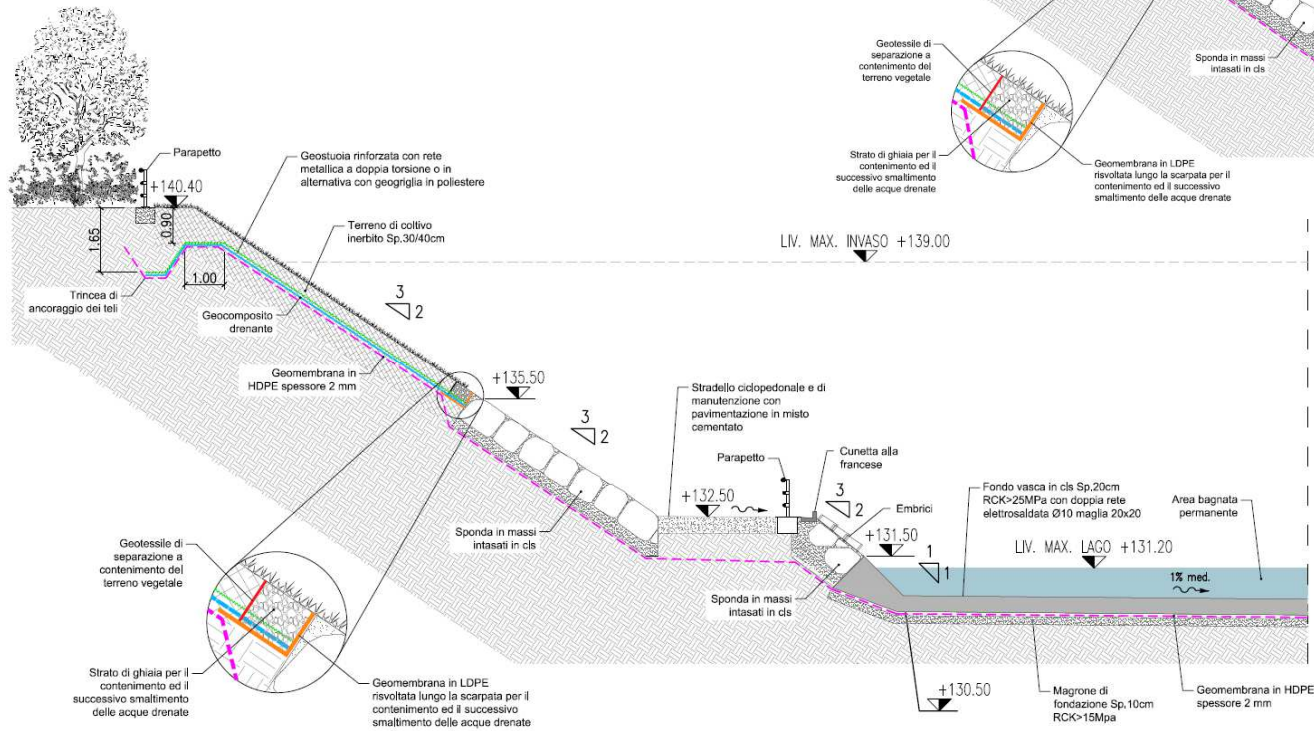 Geotessile di
separazione a
contenimento del
terreno vegetale
Sponda in massi
intasati in cls
Strato di ghiaia per il
contenimento ed il
successivo smaltimento
delle acque drenate
Geomembrana in LDPE
risvoltata lungo la scarpata per il
contenimento ed il successivo
smaltimento delle acque drenate
Parapetto
+140.40
Geostuoia rinforzata con rete
metallica a doppia torsione o in
alternativa con geogriglia in poliestere
1.65
0.90
1.00
Terreno di coltivo
inerbito Sp.30/40cm
LIV. MAX. INVASO +139.00
Trincea di
ancoraggio dei teli
Geocomposito
drenante
3
2
Geomembrana in
HDPE spessore 2 mm
+135.50
3
2
Stradello ciclopedonale e di
manutenzione con
pavimentazione in misto
cementato
Parapetto
Cunetta alla
francese
+132.50
3
2
Embrici
Sponda in massi
intasati in cls
+131.50
1
1
Fondo vasca in cls Sp.20cm
RCK>25MPa con doppia rete
elettrosaldata Ø10 maglia 20x20
Area bagnata
permanente
LIV. MAX. LAGO +131.20
1% med.
Sponda in massi
intasati in cls
Geotessile di
separazione a
contenimento del
terreno vegetale
Strato di ghiaia per il
contenimento ed il
successivo smaltimento
delle acque drenate
Geomembrana in LDPE
risvoltata lungo la scarpata per il
contenimento ed il successivo
smaltimento delle acque drenate
+130.50
Magrone di
fondazione Sp.10cm
RCK>15Mpa
Geomembrana in HDPE
spessore 2 mm